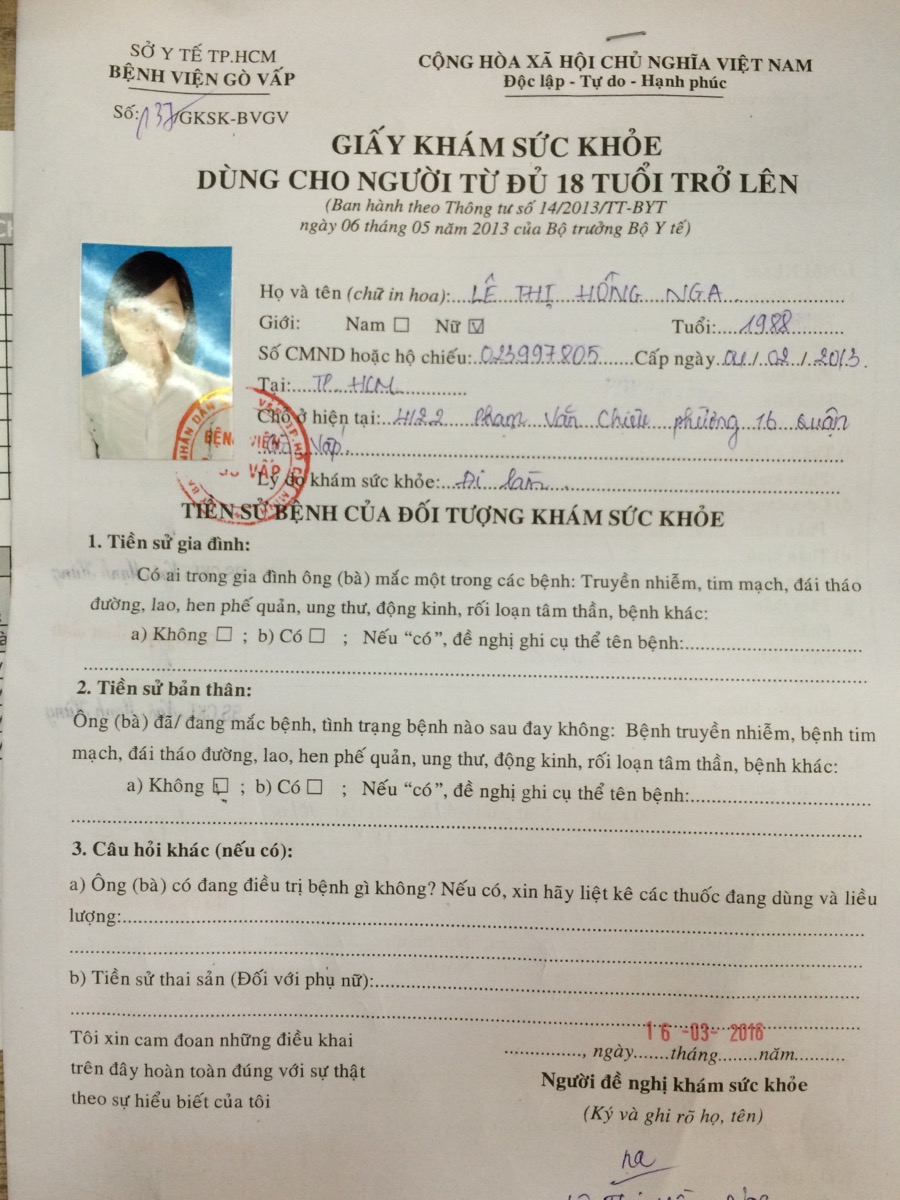 SỞ Y TẾ TP.HCM
BỆNH VIỆN GÒ VẤP
Số: 137/GKSK-BVGV
CỘNG HÒA XÃ HỘI CHỦ NGHĨA VIỆT NAM
Độc lập - Tự do - Hạnh phúc
GIẤY KHÁM SỨC KHỎE
DÙNG CHO NGƯỜI TỪ ĐỦ 18 TUỔI TRỞ LÊN
(Ban hành theo Thông tư số 14/2013/TT-BYT
ngày 06 tháng 05 năm 2013 của Bộ trưởng Bộ Y tế)
Họ và tên (chữ in hoa): LÊ THỊ HỒNG NGA
Giới: Nam ☐ Nữ ☑ Tuổi: 1988
Số CMND hoặc hộ chiếu: 023997805 Cấp ngày 01/02/2013.
Tại: TP. HCM
Chỗ ở hiện tại: 4122 Phạm Văn Chiêu phường 16 quận
Gò Vấp.
BỆNH VIỆN
GÒ VẤP
Lý do khám sức khỏe: Đi làm.
TIỀN SỬ BỆNH CỦA ĐỐI TƯỢNG KHÁM SỨC KHỎE
1. Tiền sử gia đình:
Có ai trong gia đình ông (bà) mắc một trong các bệnh: Truyền nhiễm, tim mạch, đái tháo
đường, lao, hen phế quản, ung thư, động kinh, rối loạn tâm thần, bệnh khác:
a) Không ☐ ; b) Có ☐ ; Nếu “có”, đề nghị ghi cụ thể tên bệnh:
2. Tiền sử bản thân:
Ông (bà) đã/ đang mắc bệnh, tình trạng bệnh nào sau đay không: Bệnh truyền nhiễm, bệnh tim
mạch, đái tháo đường, lao, hen phế quản, ung thư, động kinh, rối loạn tâm thần, bệnh khác:
a) Không ☐ ; b) Có ☐ ; Nếu “có”, đề nghị ghi cụ thể tên bệnh:
3. Câu hỏi khác (nếu có):
a) Ông (bà) có đang điều trị bệnh gì không? Nếu có, xin hãy liệt kê các thuốc đang dùng và liều
lượng:
b) Tiền sử thai sản (Đối với phụ nữ):
Tôi xin cam đoan những điều khai
trên đây hoàn toàn đúng với sự thật
theo sự hiểu biết của tôi
16-03-2016
, ngày tháng năm
Người đề nghị khám sức khỏe
(Ký và ghi rõ họ, tên)